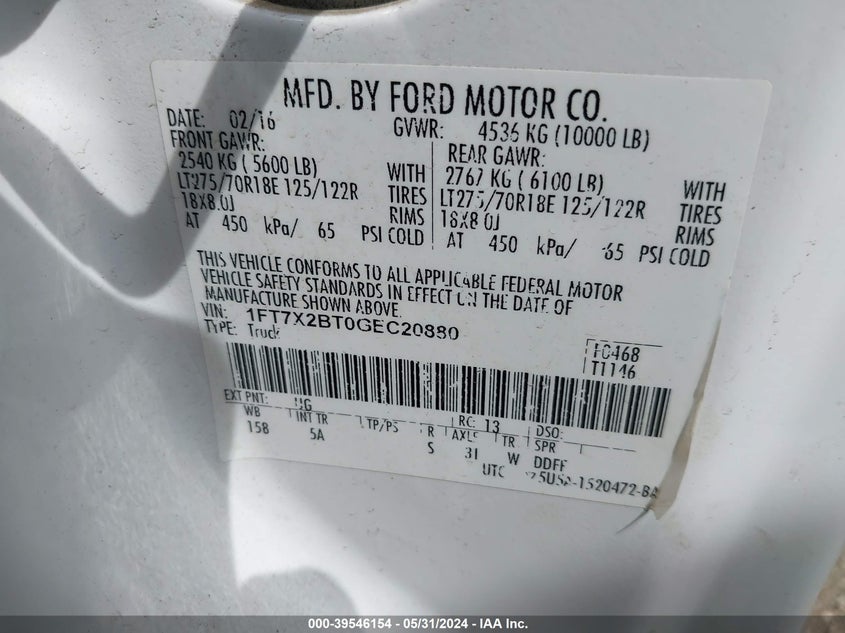 MFD. BY FORD MOTOR CO.
DATE: 02/16 GVWR: 4536 KG (10000 LB)
FRONT GAWR: REAR GAWR:
2540 KG ( 5600 LB) WITH 2767 KG ( 6100 LB) WITH
LT275/70R18E 125/122R TIRES LT275/70R18E 125/122R TIRES
18X8.0J RIMS 18X8.0J RIMS
AT 450 kPa/ 65 PSI COLD AT 450 kPa/ 65 PSI COLD
THIS VEHICLE CONFORMS TO ALL APPLICABLE FEDERAL MOTOR
VEHICLE SAFETY STANDARDS IN EFFECT ON THE DATE OF
MANUFACTURE SHOWN ABOVE.
VIN: 1FT7X2BT0GEC20880
TYPE: Truck
F0468
T1146
EXT PNT: RC: 13 DSO:
WB INT TR TP/PS R AXLE TR SPR
158 5A S 31 W DDFF
UTC 1520472-BA
000-39546154 - 05/31/2024 - IAA Inc.